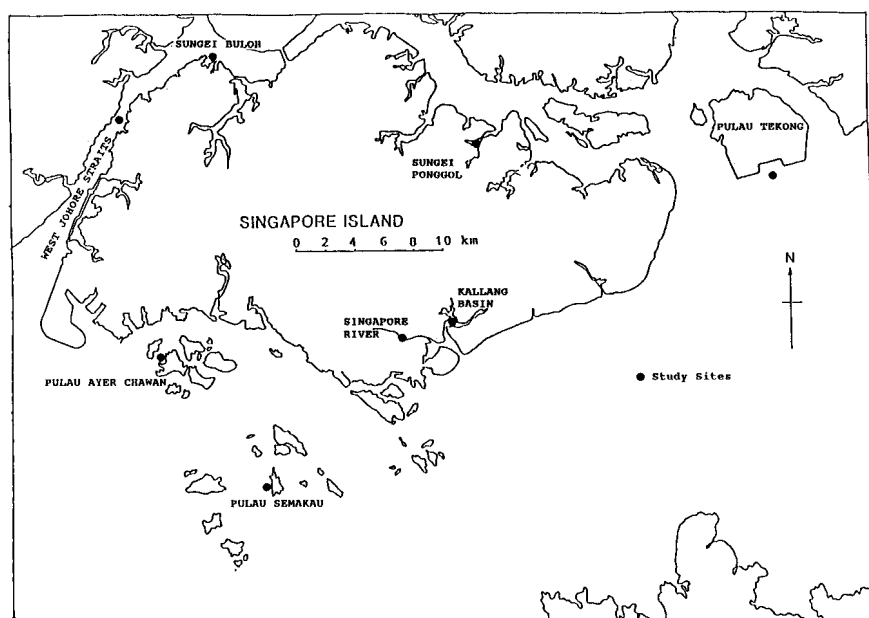 SUNGEI BULOH
WEST JOHORE STRAITS
PULAU TEKONG
SUNGEI
PONGGOL
SINGAPORE ISLAND
0 2 4 6 8 10 km
N
KALLANG
BASIN
SINGAPORE
RIVER
PULAU AYER CHAWAN
Study Sites
PULAU SEMAKAU